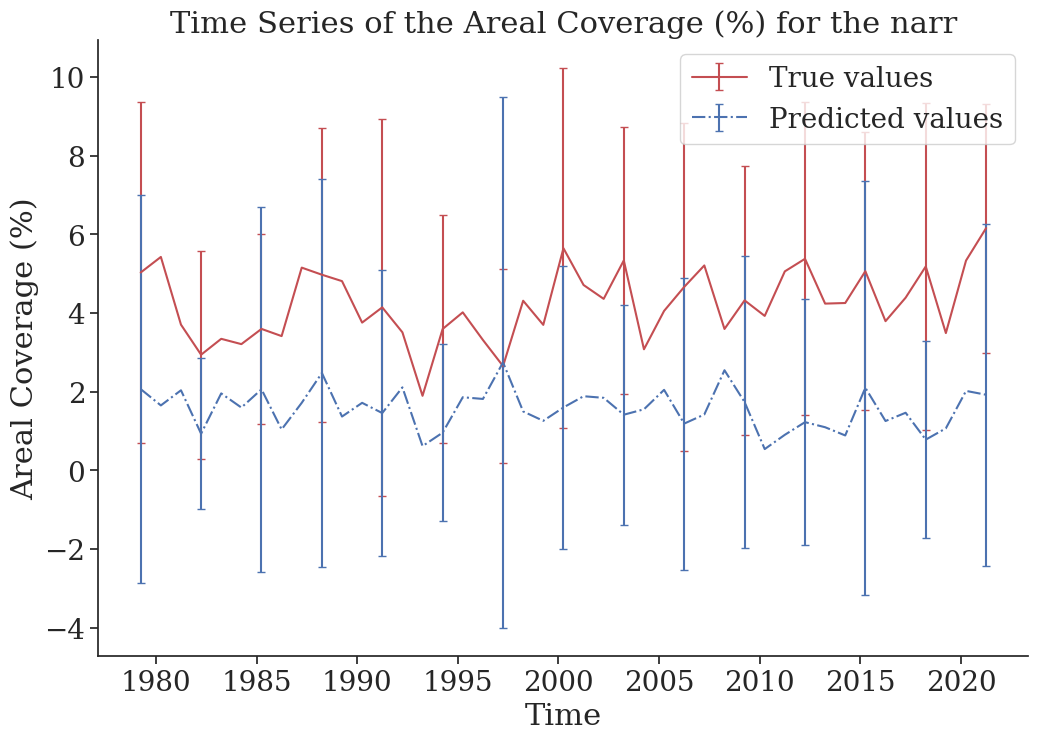 Time Series of the Areal Coverage (%) for the narr
True values
Predicted values
Areal Coverage (%)
10
8
6
4
2
0
−2
−4
1980 1985 1990 1995 2000 2005 2010 2015 2020
Time